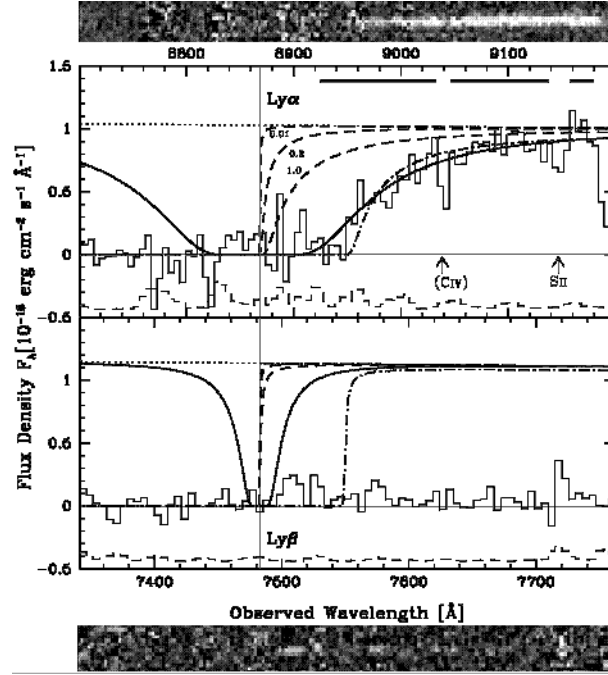 8800 8900 9000 9100
Lyα
1.5
1
0.5
0
−0.5
0.01
0.2
1.0
(CIV) SII
1
0.5
0
−0.5
Lyβ
7400 7500 7600 7700
Observed Wavelength [Å]
Flux Density F_λ[10⁻¹⁸ erg cm⁻² s⁻¹ Å⁻¹]